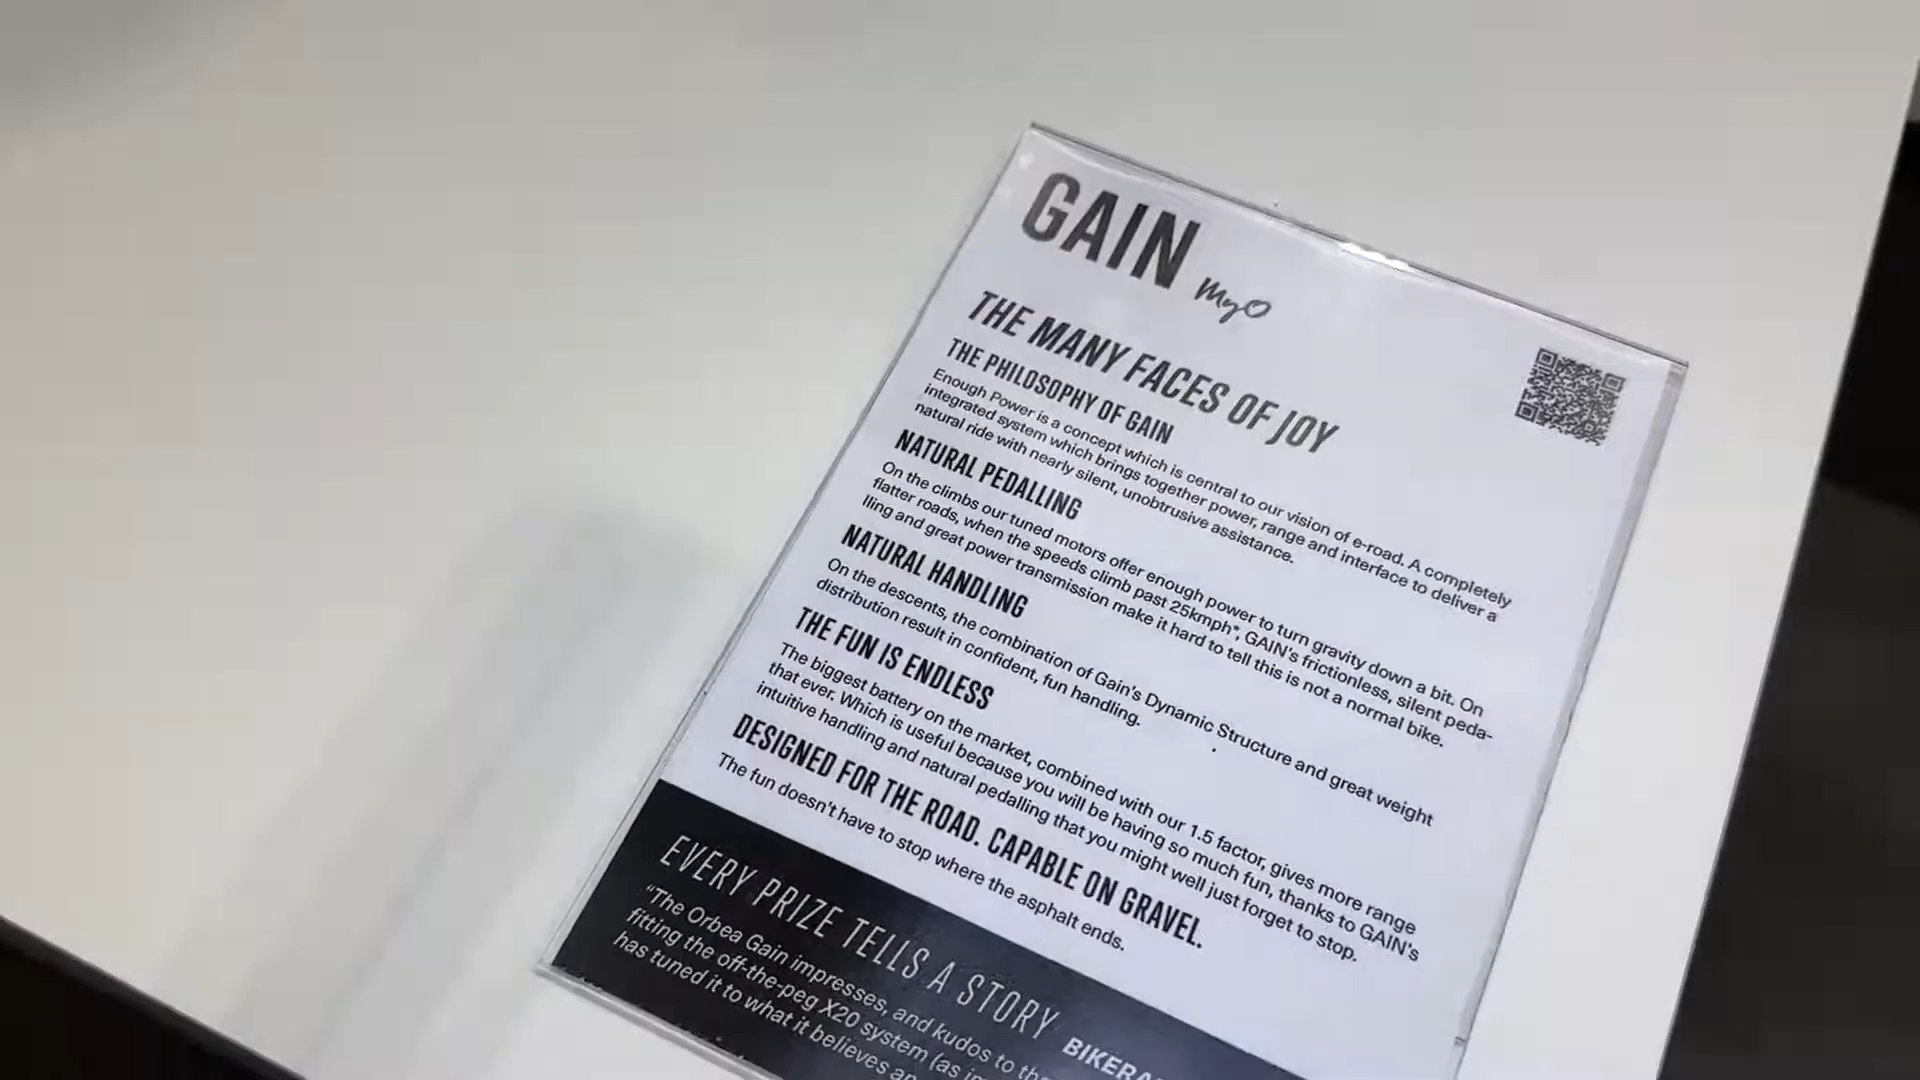 GAIN MyO
THE MANY FACES OF JOY
THE PHILOSOPHY OF GAIN
Enough Power is a concept which is central to our vision of e-road. A completely
integrated system which brings together power, range and interface to deliver a
natural ride with nearly silent, unobtrusive assistance.
NATURAL PEDALLING
On the climbs our tuned motors offer enough power to turn gravity down a bit. On
flatter roads, when the speeds climb past 25kmph*, GAIN's frictionless, silent peda-
lling and great power transmission make it hard to tell this is not a normal bike.
NATURAL HANDLING
On the descents, the combination of Gain's Dynamic Structure and great weight
distribution result in confident, fun handling.
THE FUN IS ENDLESS
The biggest battery on the market, combined with our 1.5 factor, gives more range
that ever. Which is useful because you will be having so much fun, thanks to GAIN's
intuitive handling and natural pedalling that you might well just forget to stop.
DESIGNED FOR THE ROAD. CAPABLE ON GRAVEL.
The fun doesn't have to stop where the asphalt ends.
EVERY PRIZE TELLS A STORY
"The Orbea Gain impresses, and kudos to the
fitting the off-the-peg X20 system (as
has tuned it to what it believes